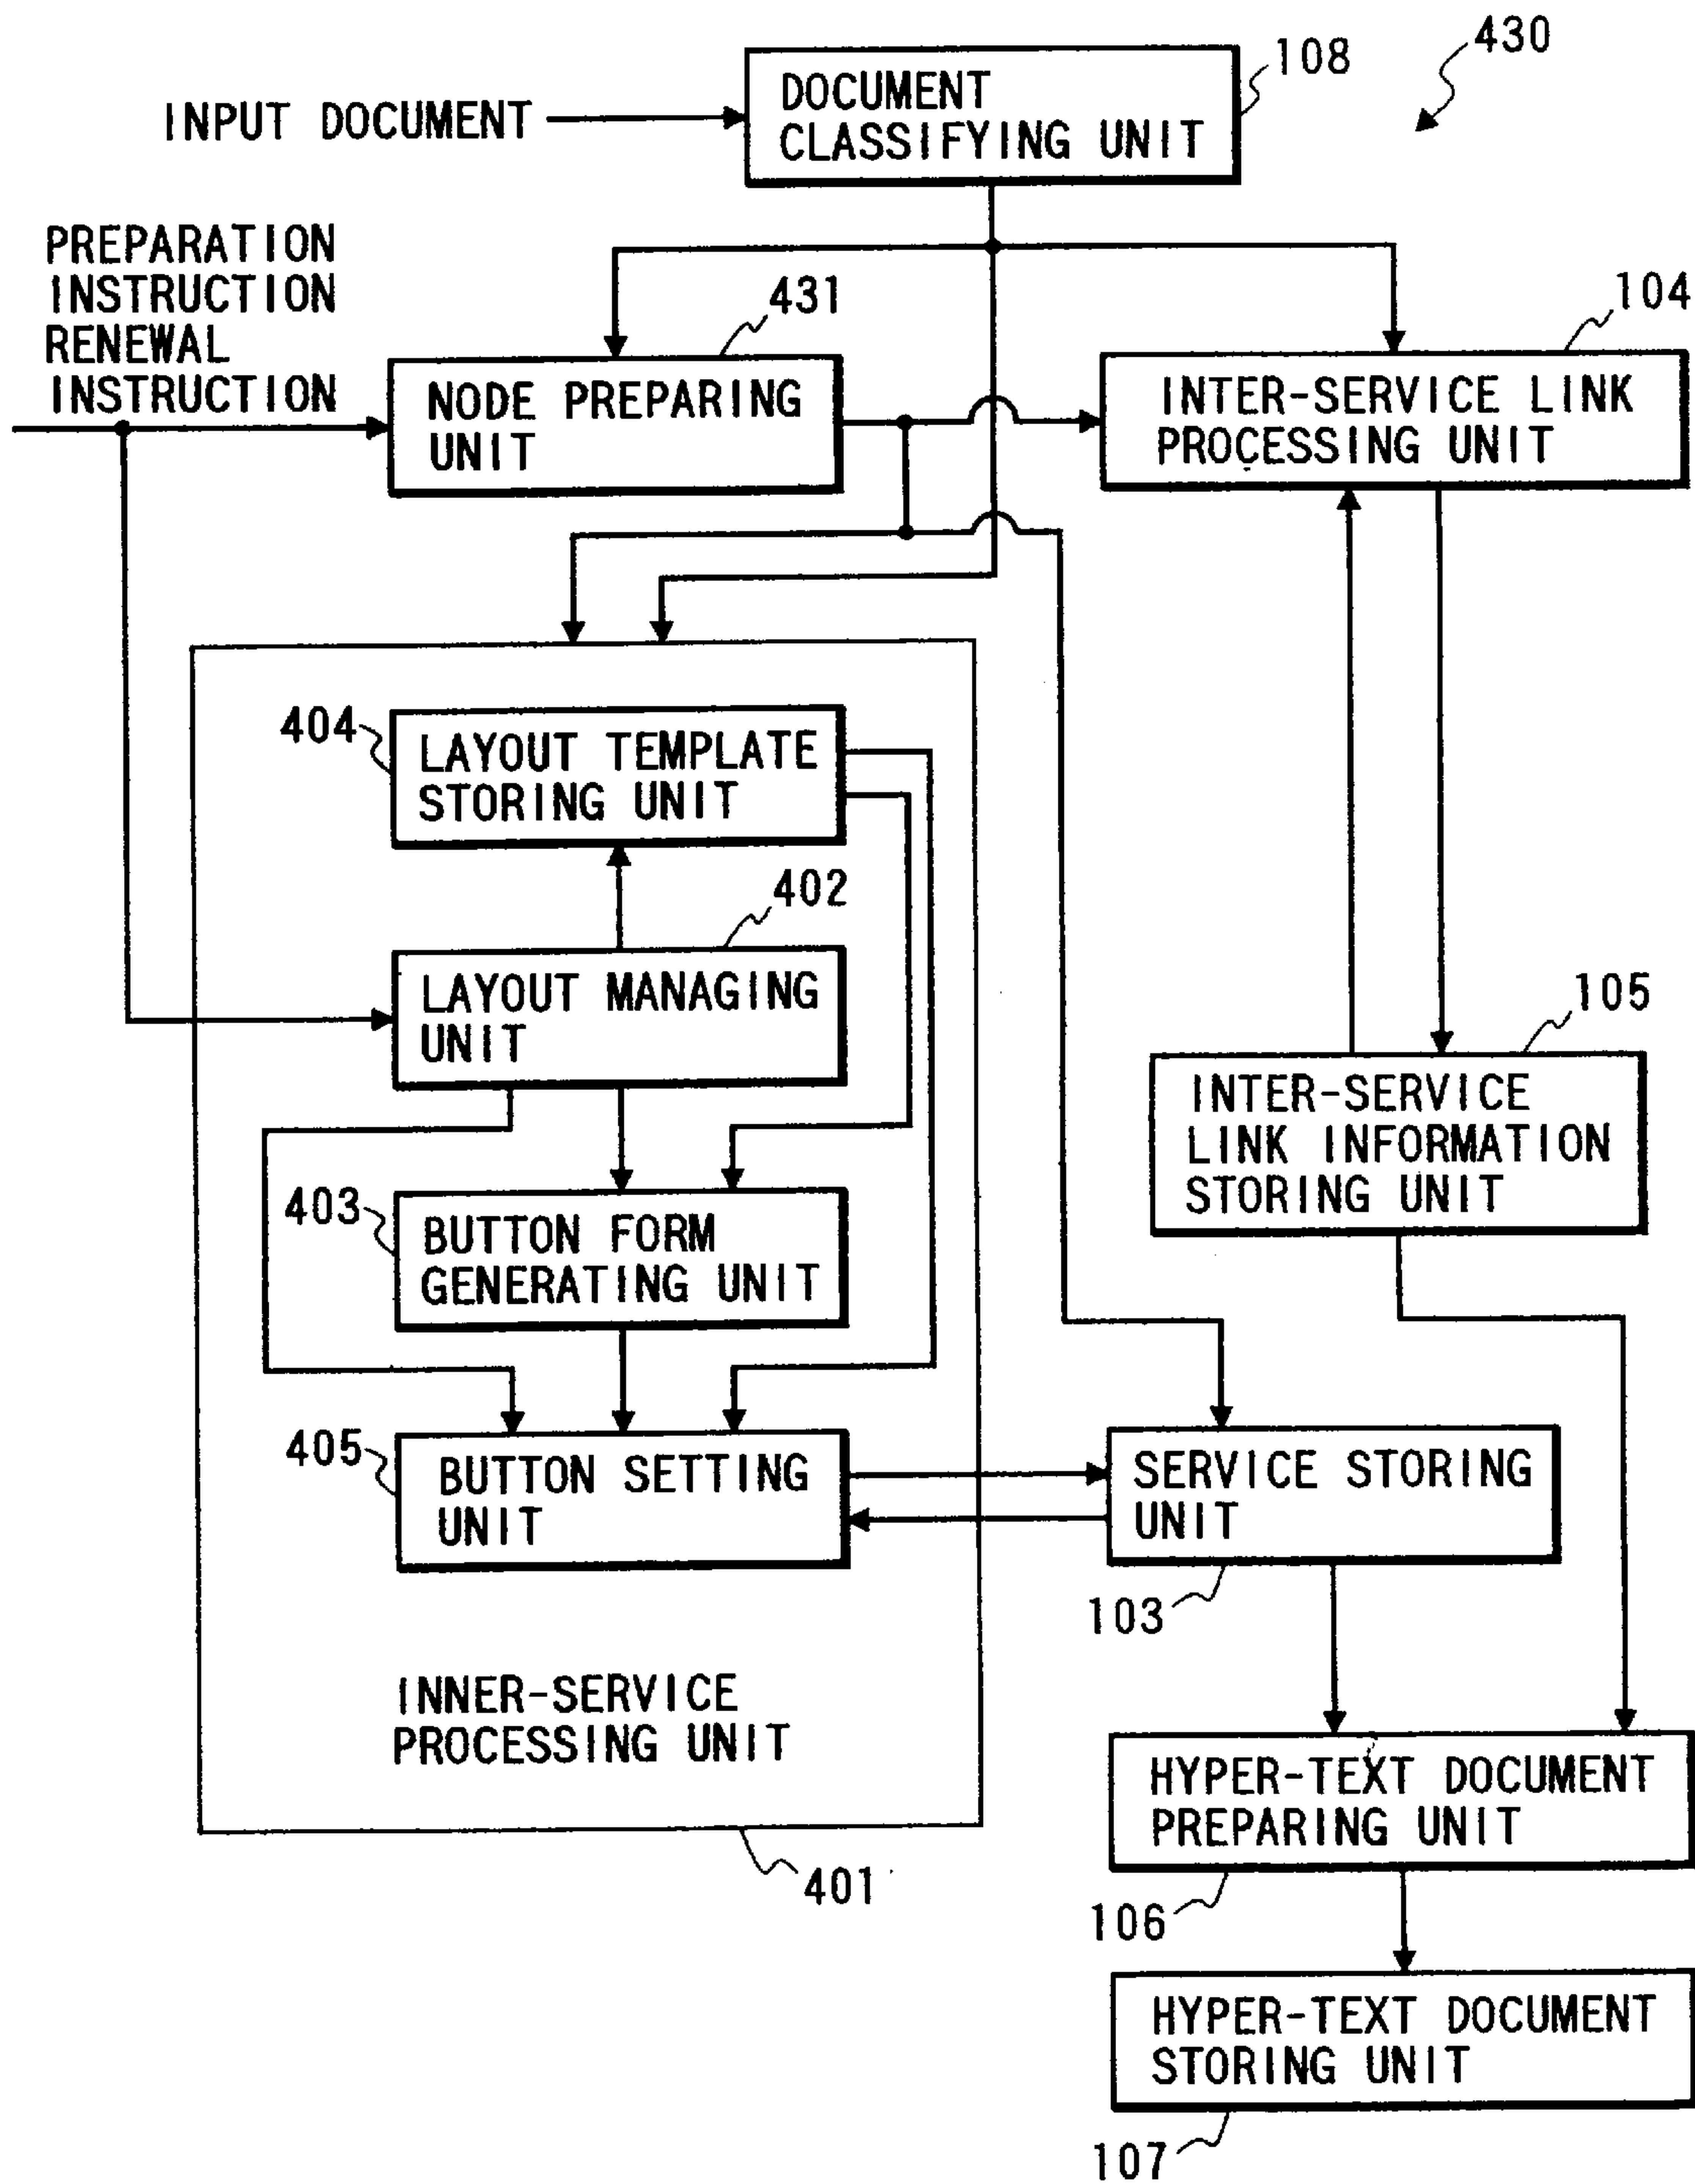 430
108
DOCUMENT
CLASSIFYING UNIT
INPUT DOCUMENT
PREPARATION
INSTRUCTION
RENEWAL
INSTRUCTION
431
104
NODE PREPARING
UNIT
INTER-SERVICE LINK
PROCESSING UNIT
404
LAYOUT TEMPLATE
STORING UNIT
402
LAYOUT MANAGING
UNIT
105
INTER-SERVICE
LINK INFORMATION
STORING UNIT
403
BUTTON FORM
GENERATING UNIT
405
BUTTON SETTING
UNIT
SERVICE STORING
UNIT
103
INNER-SERVICE
PROCESSING UNIT
401
HYPER-TEXT DOCUMENT
PREPARING UNIT
106
HYPER-TEXT DOCUMENT
STORING UNIT
107